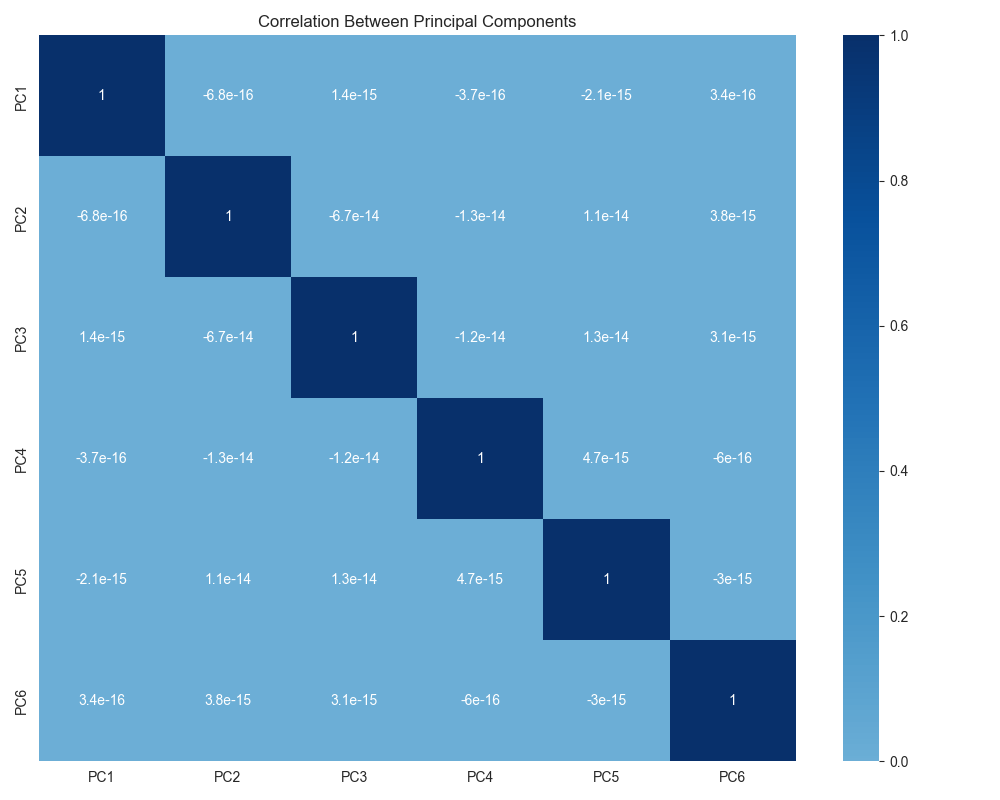 Correlation Between Principal Components
PC1 1 -6.8e-16 1.4e-15 -3.7e-16 -2.1e-15 3.4e-16
PC2 -6.8e-16 1 -6.7e-14 -1.3e-14 1.1e-14 3.8e-15
PC3 1.4e-15 -6.7e-14 1 -1.2e-14 1.3e-14 3.1e-15
PC4 -3.7e-16 -1.3e-14 -1.2e-14 1 4.7e-15 -6e-16
PC5 -2.1e-15 1.1e-14 1.3e-14 4.7e-15 1 -3e-15
PC6 3.4e-16 3.8e-15 3.1e-15 -6e-16 -3e-15 1
PC1 PC2 PC3 PC4 PC5 PC6
1.0
0.8
0.6
0.4
0.2
0.0